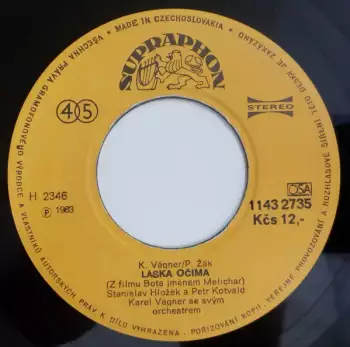 • MADE IN CZECHOSLOVAKIA •
VŠECHNA PRÁVA GRAMOFONOVÉHO VÝROBCE A VLASTNÍKŮ AUTORSKÝCH PRÁV K DÍLU VYHRAZENA • POŘIZOVÁNÍ KOPIÍ • VEŘEJNÉ PROVOZOVÁNÍ A ROZHLASOVÉ ŠÍŘENÍ TÉTO DESKY JE ZAKÁZÁNO
SUPRAPHON
45
STEREO
H 2346
℗ 1983
OSA
1143 2735
Kčs 12,-
K. Vágner/P. Žák
LÁSKA OČIMA
(Z filmu Bota jménem Melichar)
Stanislav Hložek a Petr Kotvald
Karel Vágner se svým
orchestrem